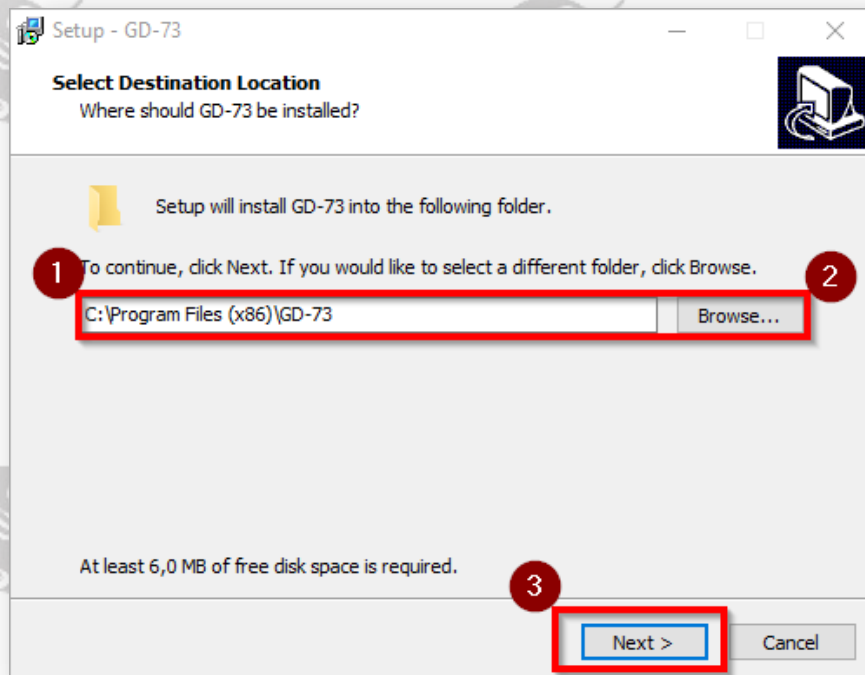 Setup - GD-73
Select Destination Location
Where should GD-73 be installed?
Setup will install GD-73 into the following folder.
1
To continue, click Next. If you would like to select a different folder, click Browse.
2
C:\Program Files (x86)\GD-73
Browse...
At least 6,0 MB of free disk space is required.
3
Next >
Cancel